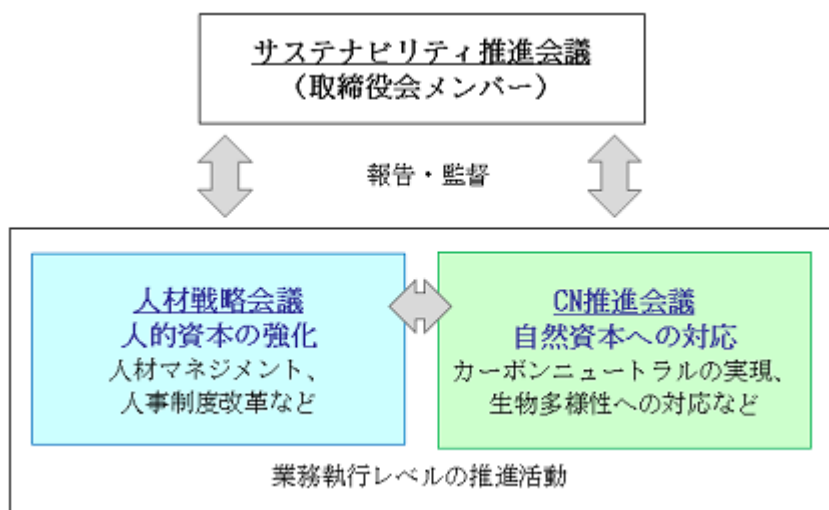 サステナビリティ推進会議
（取締役会メンバー）
報告・監督
人材戦略会議
人的資本の強化
人材マネジメント、
人事制度改革など
CN推進会議
自然資本への対応
カーボンニュートラルの実現、
生物多様性への対応など
業務執行レベルの推進活動